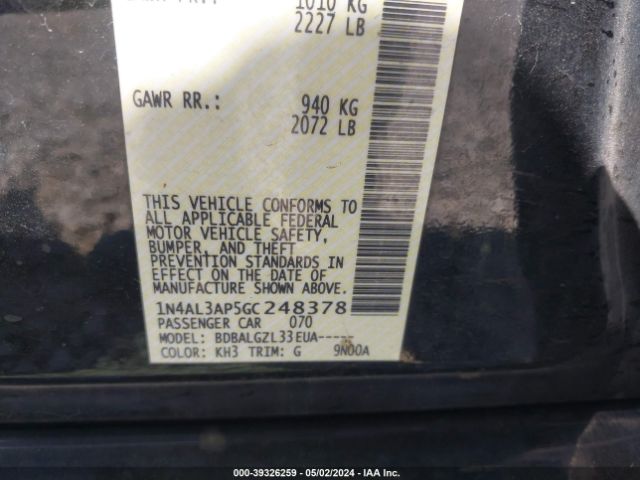 1010 KG
2227 LB
GAWR RR.: 940 KG
2072 LB
THIS VEHICLE CONFORMS TO
ALL APPLICABLE FEDERAL
MOTOR VEHICLE SAFETY,
BUMPER, AND THEFT
PREVENTION STANDARDS IN
EFFECT ON THE DATE OF
MANUFACTURE SHOWN ABOVE.
1N4AL3AP5GC248378
PASSENGER CAR 070
MODEL: BDBALGZL33EUA-----
COLOR: KH3 TRIM: G 9N00A
000-39326259 - 05/02/2024 - IAA Inc.